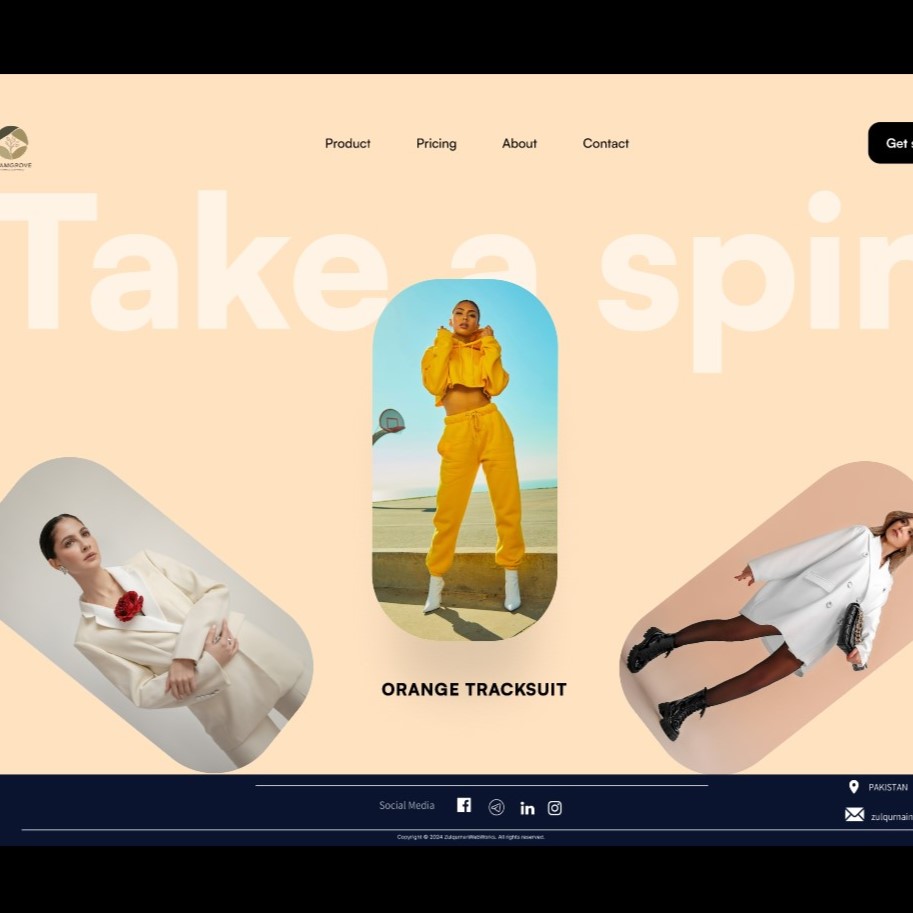 Product Pricing About Contact
Get s
AMGROVE
Take a spin
ORANGE TRACKSUIT
PAKISTAN
Social Media
zulqurnain
Copyright © 2024 ZulqurnainWebWorks. All rights reserved.